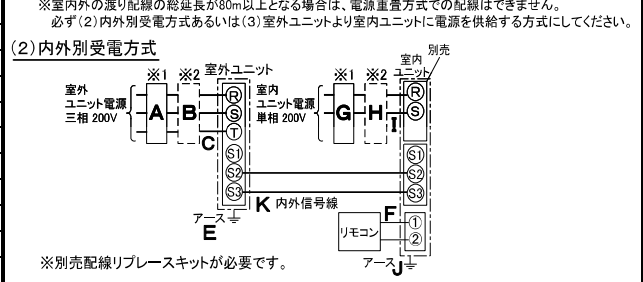 ※室内外の渡り配線の総延長が80m以上となる場合は、電源重畳方式での配線はできません。
必ず(2)内外別受電方式あるいは(3)室外ユニットより室内ユニットに電源を供給する方式にしてください。
(2)内外別受電方式
※1 ※2 室外ユニット
※1 ※2 室内ユニット
別売
室外
ユニット電源
三相 200V
A B
R
S
T
C
S1
S2
S3
アース
E
室内
ユニット電源
単相 200V
G H
R
S
I
S1
S2
S3
K 内外信号線
リモコン
F
1
2
アース
J
※別売配線リプレースキットが必要です。